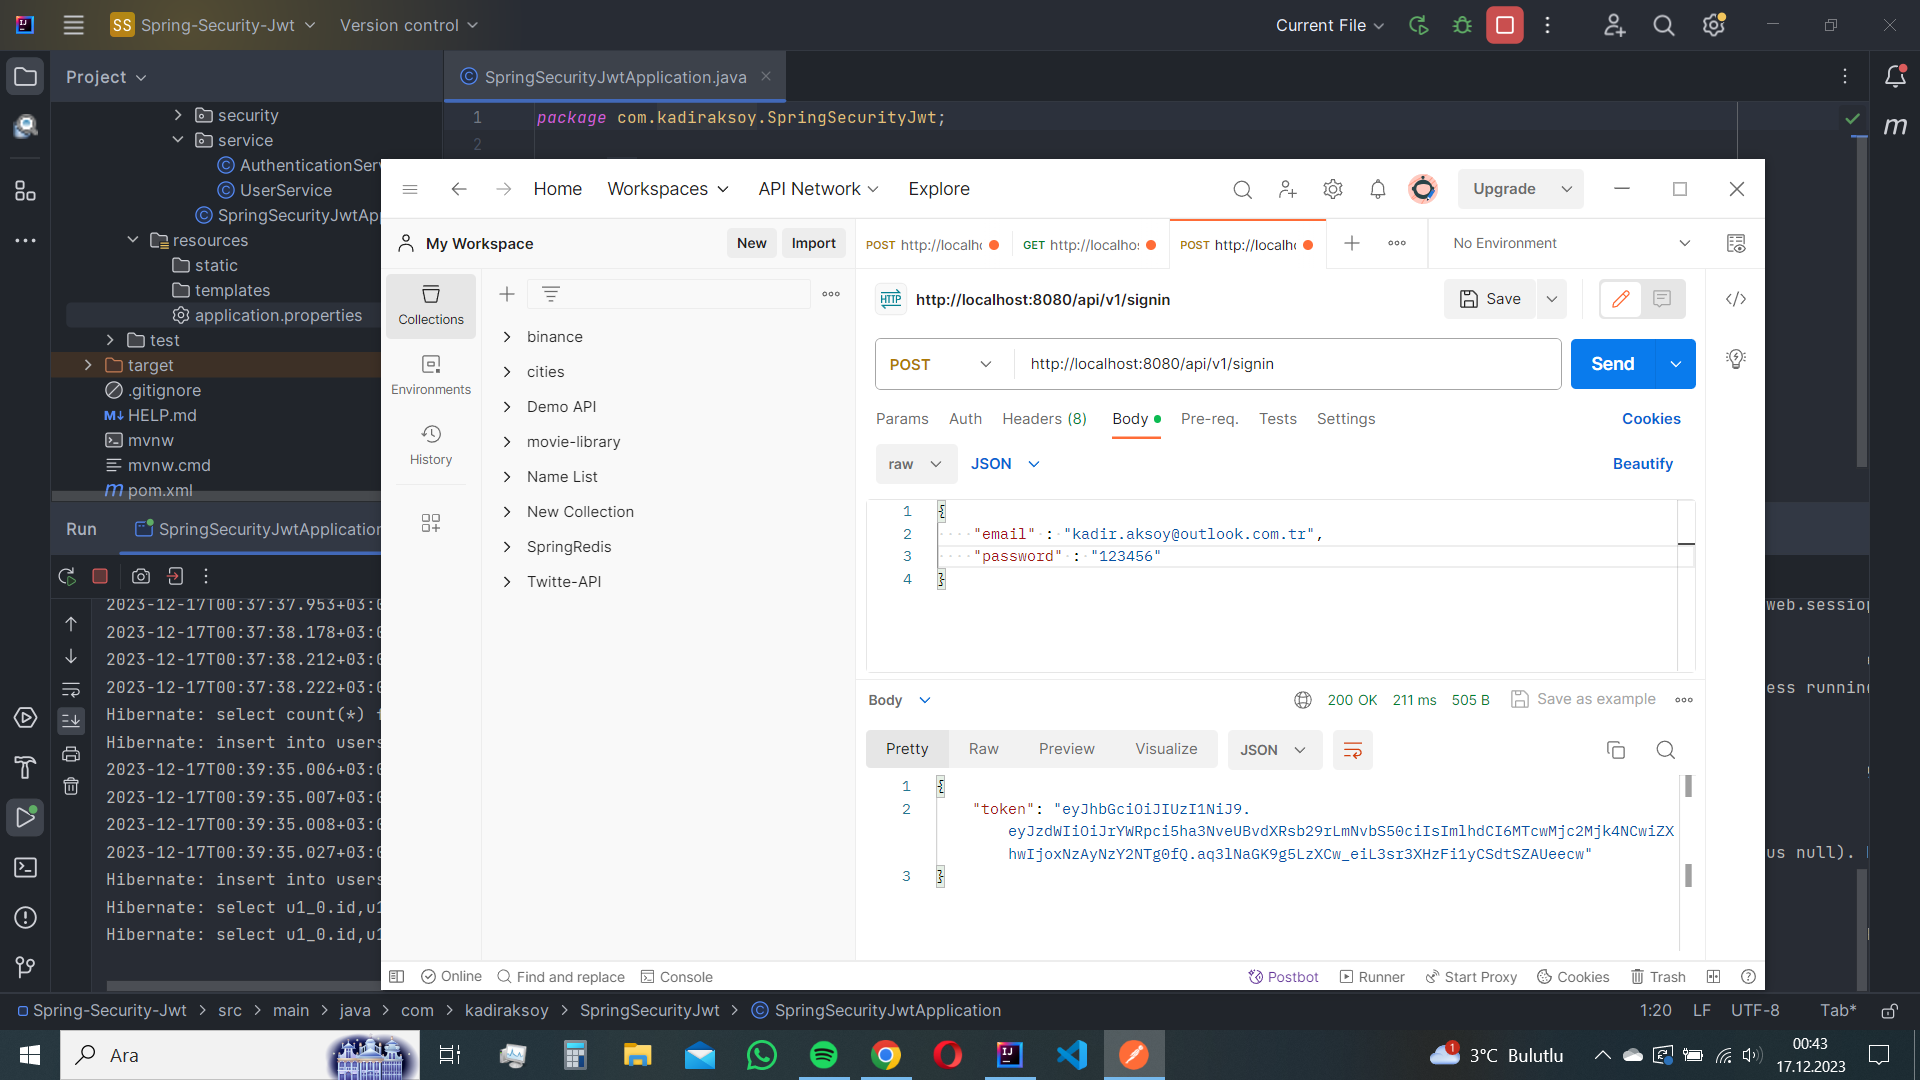 SS Spring-Security-Jwt
Version control
Current File
Project
SpringSecurityJwtApplication.java
security
service
AuthenticationServ
UserService
SpringSecurityJwtApp
resources
static
templates
application.properties
test
target
.gitignore
HELP.md
mvnw
mvnw.cmd
pom.xml
1 package com.kadiraksoy.SpringSecurityJwt;
2
Home Workspaces API Network Explore
Upgrade
My Workspace
New Import
POST http://localh
GET http://localhos
POST http://localh
No Environment
Collections
Environments
History
binance
cities
Demo API
movie-library
Name List
New Collection
SpringRedis
Twitte-API
HTTP http://localhost:8080/api/v1/signin
Save
POST http://localhost:8080/api/v1/signin
Send
Params Auth Headers (8) Body Pre-req. Tests Settings
Cookies
raw JSON
Beautify
1 {
2 "email" : "kadir.aksoy@outlook.com.tr",
3 "password" : "123456"
4 }
Body
200 OK 211 ms 505 B Save as example
Pretty Raw Preview Visualize JSON
1 {
2 "token": "eyJhbGciOiJIUzI1NiJ9.
eyJzdWIiOiJrYWRpci5ha3NveUBvdXRsb29rLmNvbS50ciIsImlhdCI6MTcwMjc2Mjk4NCwiZX
hwIjoxNzAyNzY2NTg0fQ.aq3lNaGK9g5LzXCw_eiL3sr3XHzFi1yCSdtSZAUeecw"
3 }
Online Find and replace Console
Postbot Runner Start Proxy Cookies Trash
Run SpringSecurityJwtApplication
2023-12-17T00:37:37.953+03:0
web.session
2023-12-17T00:37:38.178+03:0
2023-12-17T00:37:38.212+03:0
2023-12-17T00:37:38.222+03:0
ess running
Hibernate: select count(*) f
Hibernate: insert into users
2023-12-17T00:39:35.006+03:0
2023-12-17T00:39:35.007+03:0
2023-12-17T00:39:35.008+03:0
2023-12-17T00:39:35.027+03:0
us null).
Hibernate: insert into users
Hibernate: select u1_0.id,u1
Hibernate: select u1_0.id,u1
Spring-Security-Jwt > src > main > java > com > kadiraksoy > SpringSecurityJwt > SpringSecurityJwtApplication
1:20 LF UTF-8 Tab*
Ara
1
3°C Bulutlu
00:43
17.12.2023